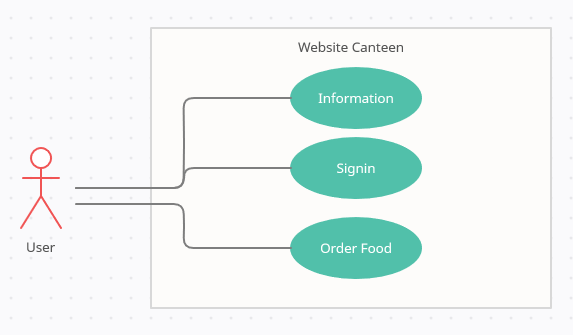 Website Canteen
Information
Signin
Order Food
User